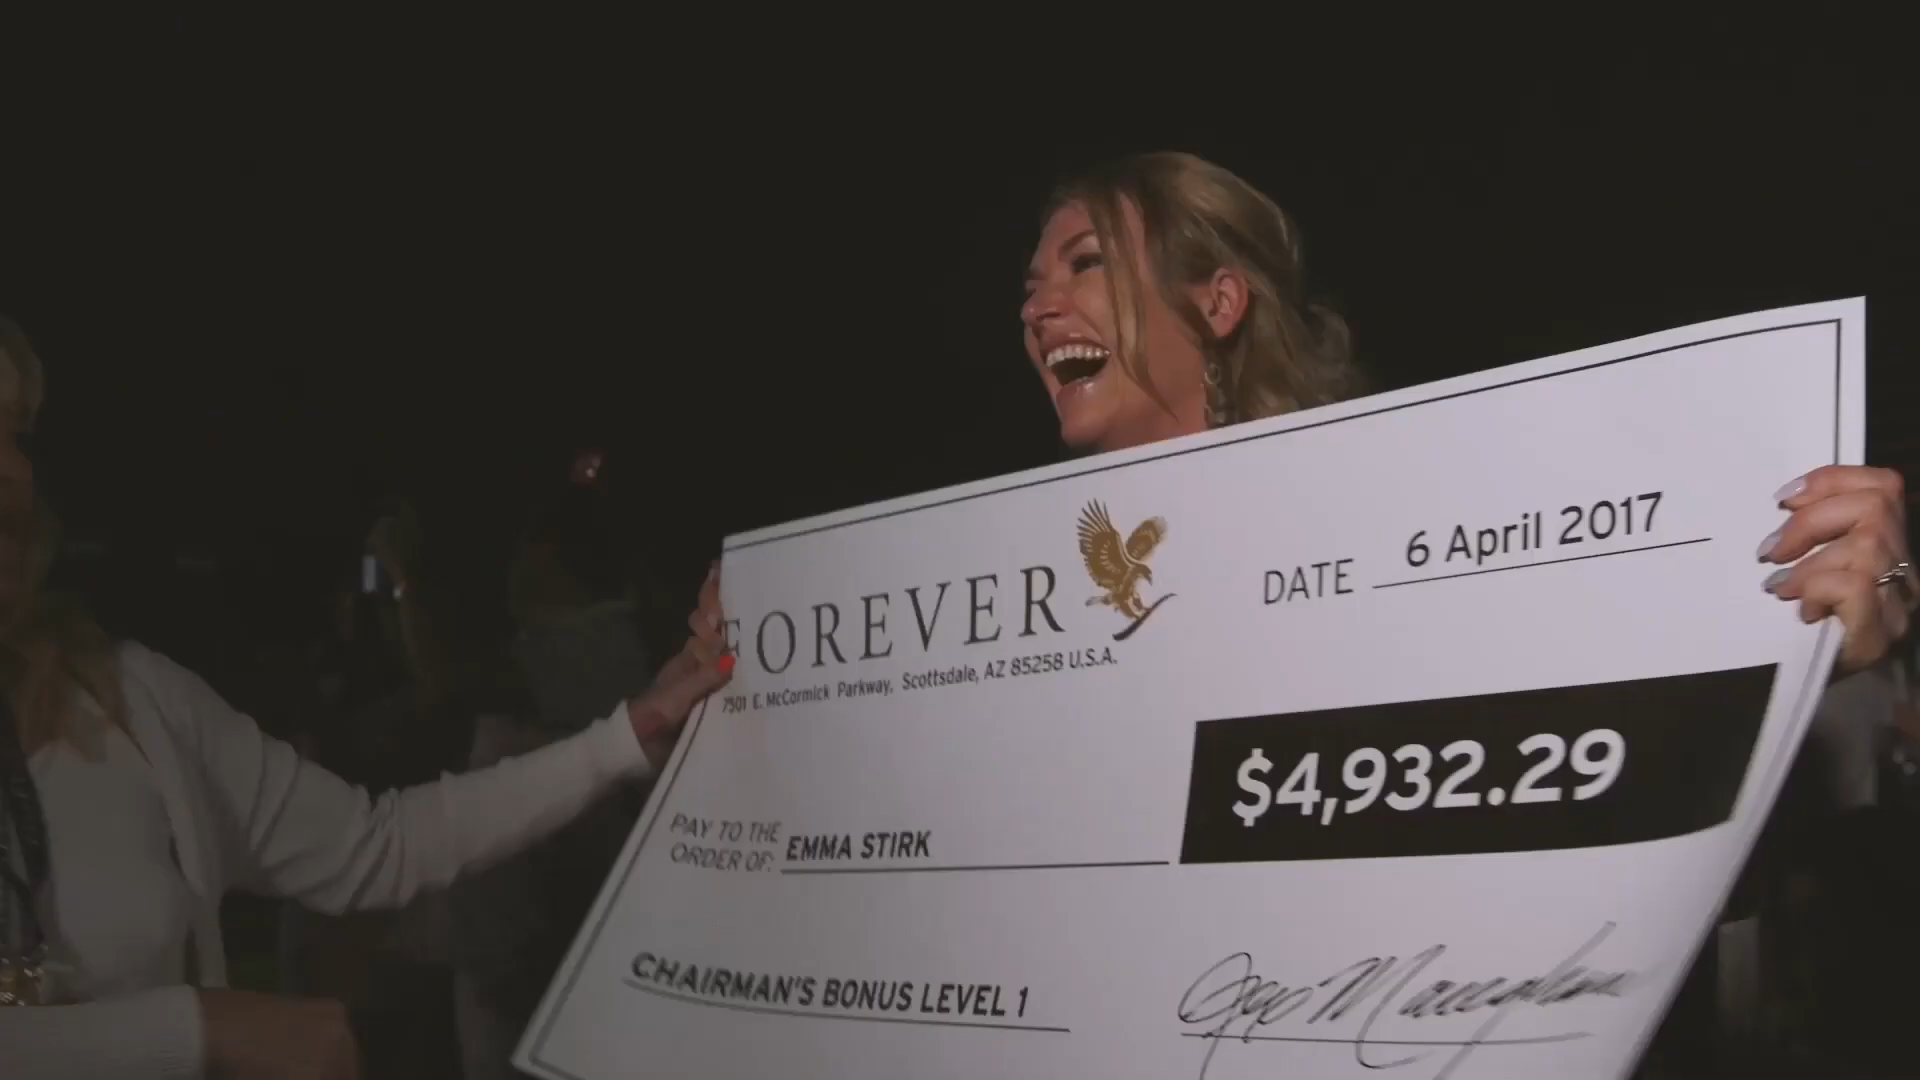 FOREVER
7501 E. McCormick Parkway, Scottsdale, AZ 85258 U.S.A.
DATE 6 April 2017
$4,932.29
PAY TO THE
ORDER OF: EMMA STIRK
CHAIRMAN'S BONUS LEVEL 1